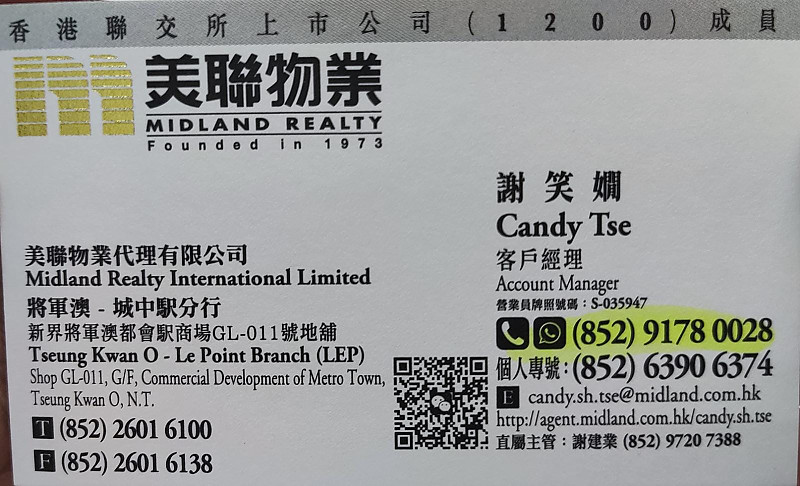 香港聯交所上市公司(1200)成員
美聯物業
MIDLAND REALTY
Founded in 1973
謝笑嫺
Candy Tse
客戶經理
Account Manager
營業員牌照號碼：S-035947
(852) 9178 0028
個人專號：(852) 6390 6374
E candy.sh.tse@midland.com.hk
http://agent.midland.com.hk/candy.sh.tse
直屬主管：謝建業 (852) 9720 7388
美聯物業代理有限公司
Midland Realty International Limited
將軍澳 - 城中駅分行
新界將軍澳都會駅商場GL-011號地舖
Tseung Kwan O - Le Point Branch (LEP)
Shop GL-011, G/F, Commercial Development of Metro Town,
Tseung Kwan O, N.T.
T (852) 2601 6100
F (852) 2601 6138